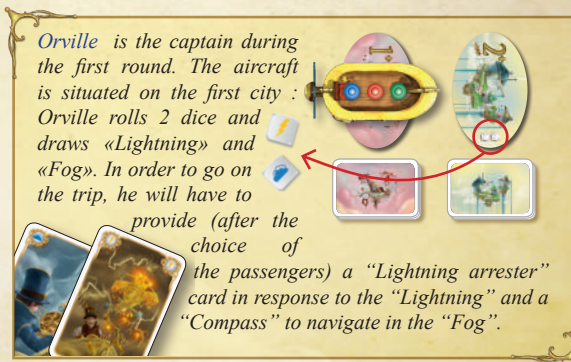 Orville is the captain during
the first round. The aircraft
is situated on the first city :
Orville rolls 2 dice and
draws «Lightning» and
«Fog». In order to go on
the trip, he will have to
provide (after the
choice of
the passengers) a “Lightning arrester”
card in response to the “Lightning” and a
“Compass” to navigate in the “Fog”.
1
2